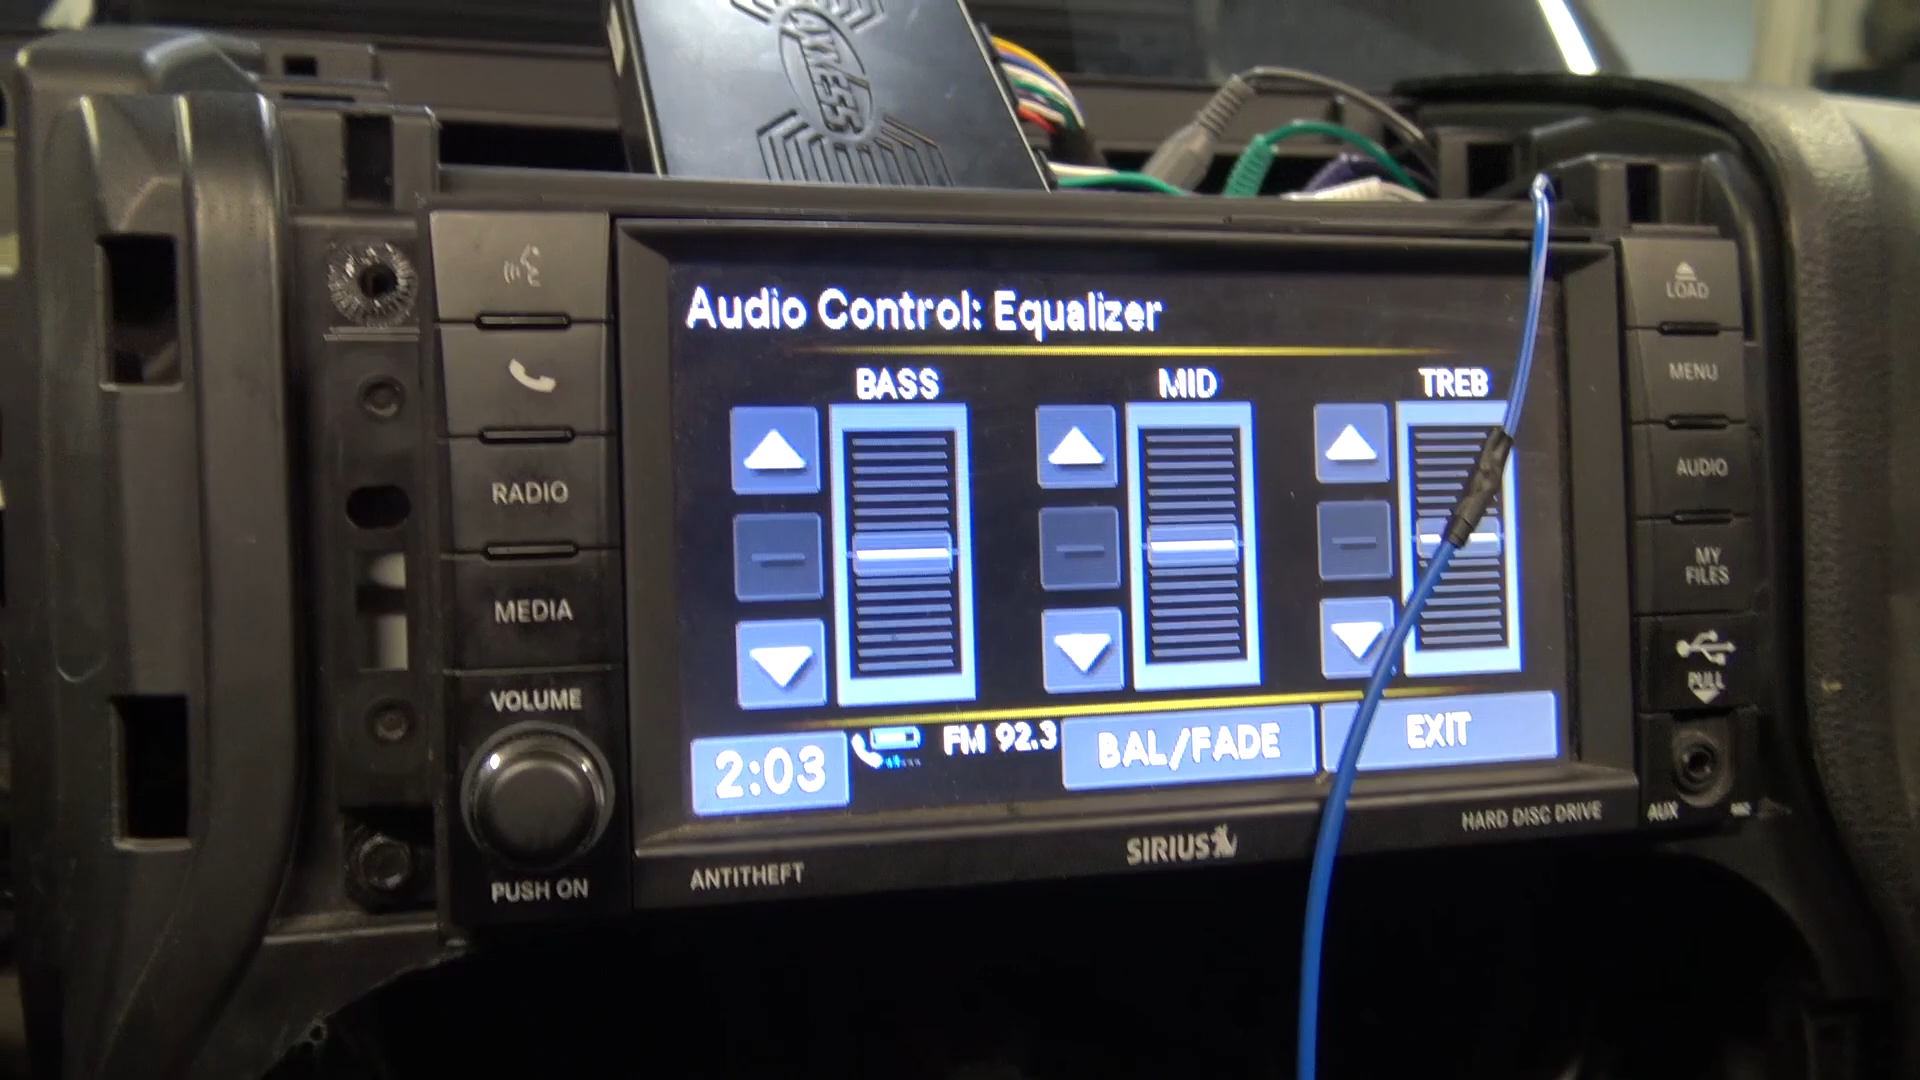 Audio Control: Equalizer
BASS MID TREB
2:03 FM 92.3 BAL/FADE EXIT
RADIO
MEDIA
VOLUME
PUSH ON
ANTITHEFT
SIRIUS
HARD DISC DRIVE
LOAD
MENU
AUDIO
MY
FILES
PULL
AUX